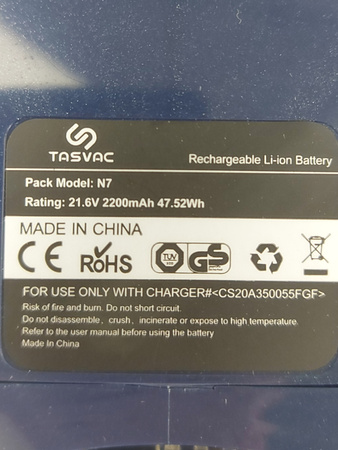 TASVAC
Rechargeable Li-ion Battery
Pack Model: N7
Rating: 21.6V 2200mAh 47.52Wh
MADE IN CHINA
CE RoHS TUV GS
FOR USE ONLY WITH CHARGER#<CS20A350055FGF>
Risk of fire and burn. Do not short circuit.
Do not disassemble, crush, incinerate or expose to high temperature.
Refer to the user manual before using the battery
Made In China